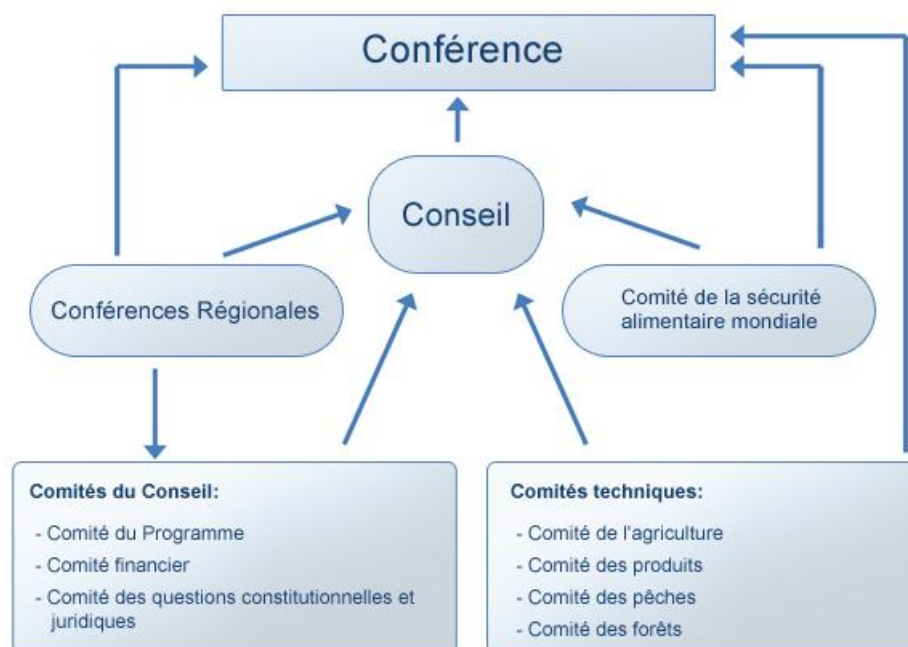 Conférence
Conseil
Conférences Régionales
Comité de la sécurité
alimentaire mondiale
Comités du Conseil:
- Comité du Programme
- Comité financier
- Comité des questions constitutionnelles et
juridiques
Comités techniques:
- Comité de l'agriculture
- Comité des produits
- Comité des pêches
- Comité des forêts